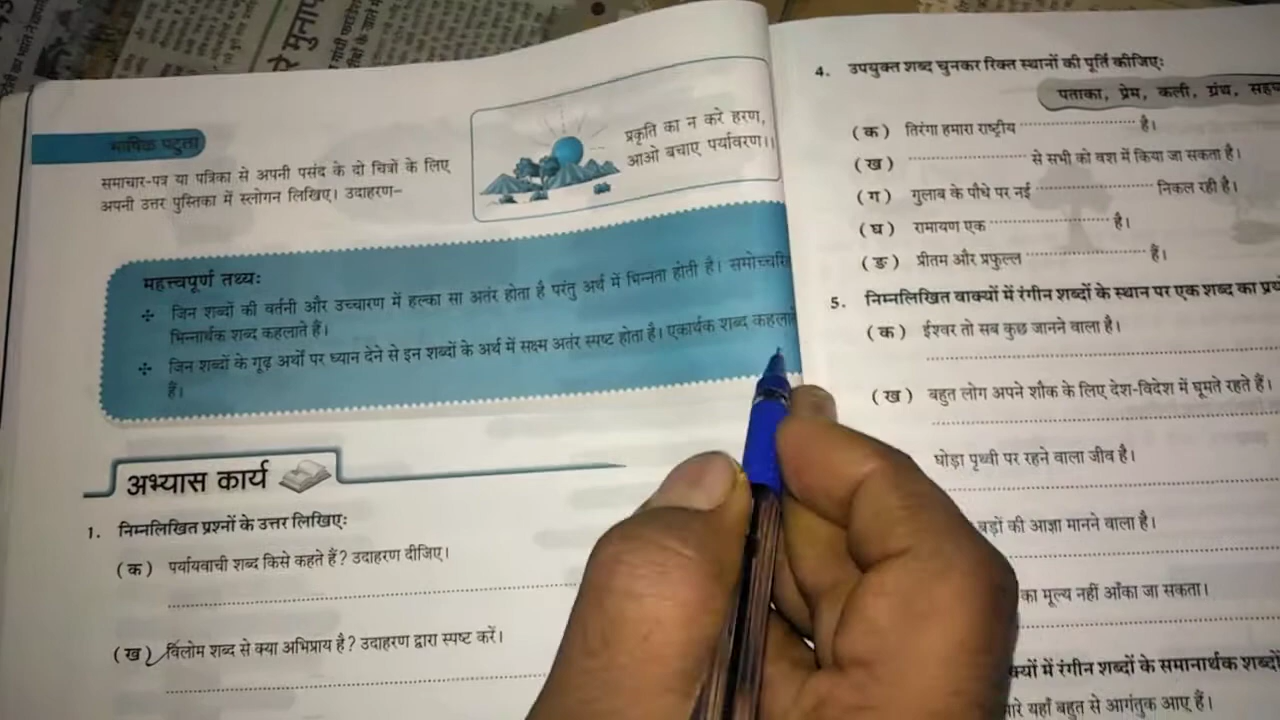 भाषिक पटुता
समाचार-पत्र या पत्रिका से अपनी पसंद के दो चित्रों के लिए
अपनी उत्तर पुस्तिका में स्लोगन लिखिए। उदाहरण–
प्रकृति का न करे हरण,
आओ बचाए पर्यावरण।।
महत्त्वपूर्ण तथ्यः
जिन शब्दों की वर्तनी और उच्चारण में हल्का सा अतंर होता है परंतु अर्थ में भिन्नता होती है।
भिन्नार्थक शब्द कहलाते हैं।
जिन शब्दों के गूढ़ अर्थों पर ध्यान देने से इन शब्दों के अर्थ में सक्ष्म अतंर स्पष्ट होता है। एकार्थक शब्द
हैं।
अभ्यास कार्य
1. निम्नलिखित प्रश्नों के उत्तर लिखिएः
(क) पर्यायवाची शब्द किसे कहते हैं? उदाहरण दीजिए।
(ख) विलोम शब्द से क्या अभिप्राय है? उदाहरण द्वारा स्पष्ट करें।
4. उपयुक्त शब्द चुनकर रिक्त स्थानों की पूर्ति कीजिएः
पताका, प्रेम, कली, ग्रंथ,
(क) तिरंगा हमारा राष्ट्रीय ........................ है।
(ख) ........................ से सभी को वश में किया जा सकता है।
(ग) गुलाब के पौधे पर नई ........................ निकल रही है।
(घ) रामायण एक ........................ है।
(ङ) प्रीतम और प्रफुल्ल ........................ हैं।
5. निम्नलिखित वाक्यों में रंगीन शब्दों के स्थान पर एक शब्द का
(क) ईश्वर तो सब कुछ जानने वाला है।
(ख) बहुत लोग अपने शौक के लिए देश-विदेश में घूमते रहते हैं।
घोड़ा पृथ्वी पर रहने वाला जीव है।
बड़ों की आज्ञा मानने वाला है।
का मूल्य नहीं आँका जा सकता।
में रंगीन शब्दों के समानार्थक
यहाँ बहुत से आगंतुक आए हैं।